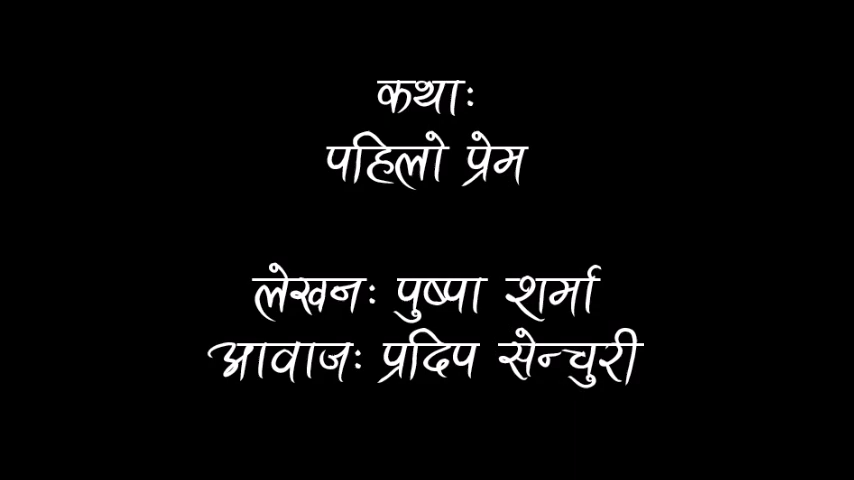 कथाः
पहिलो प्रेम
लेखनः पुष्पा शर्मा
आवाजः प्रदिप सेन्चुरी